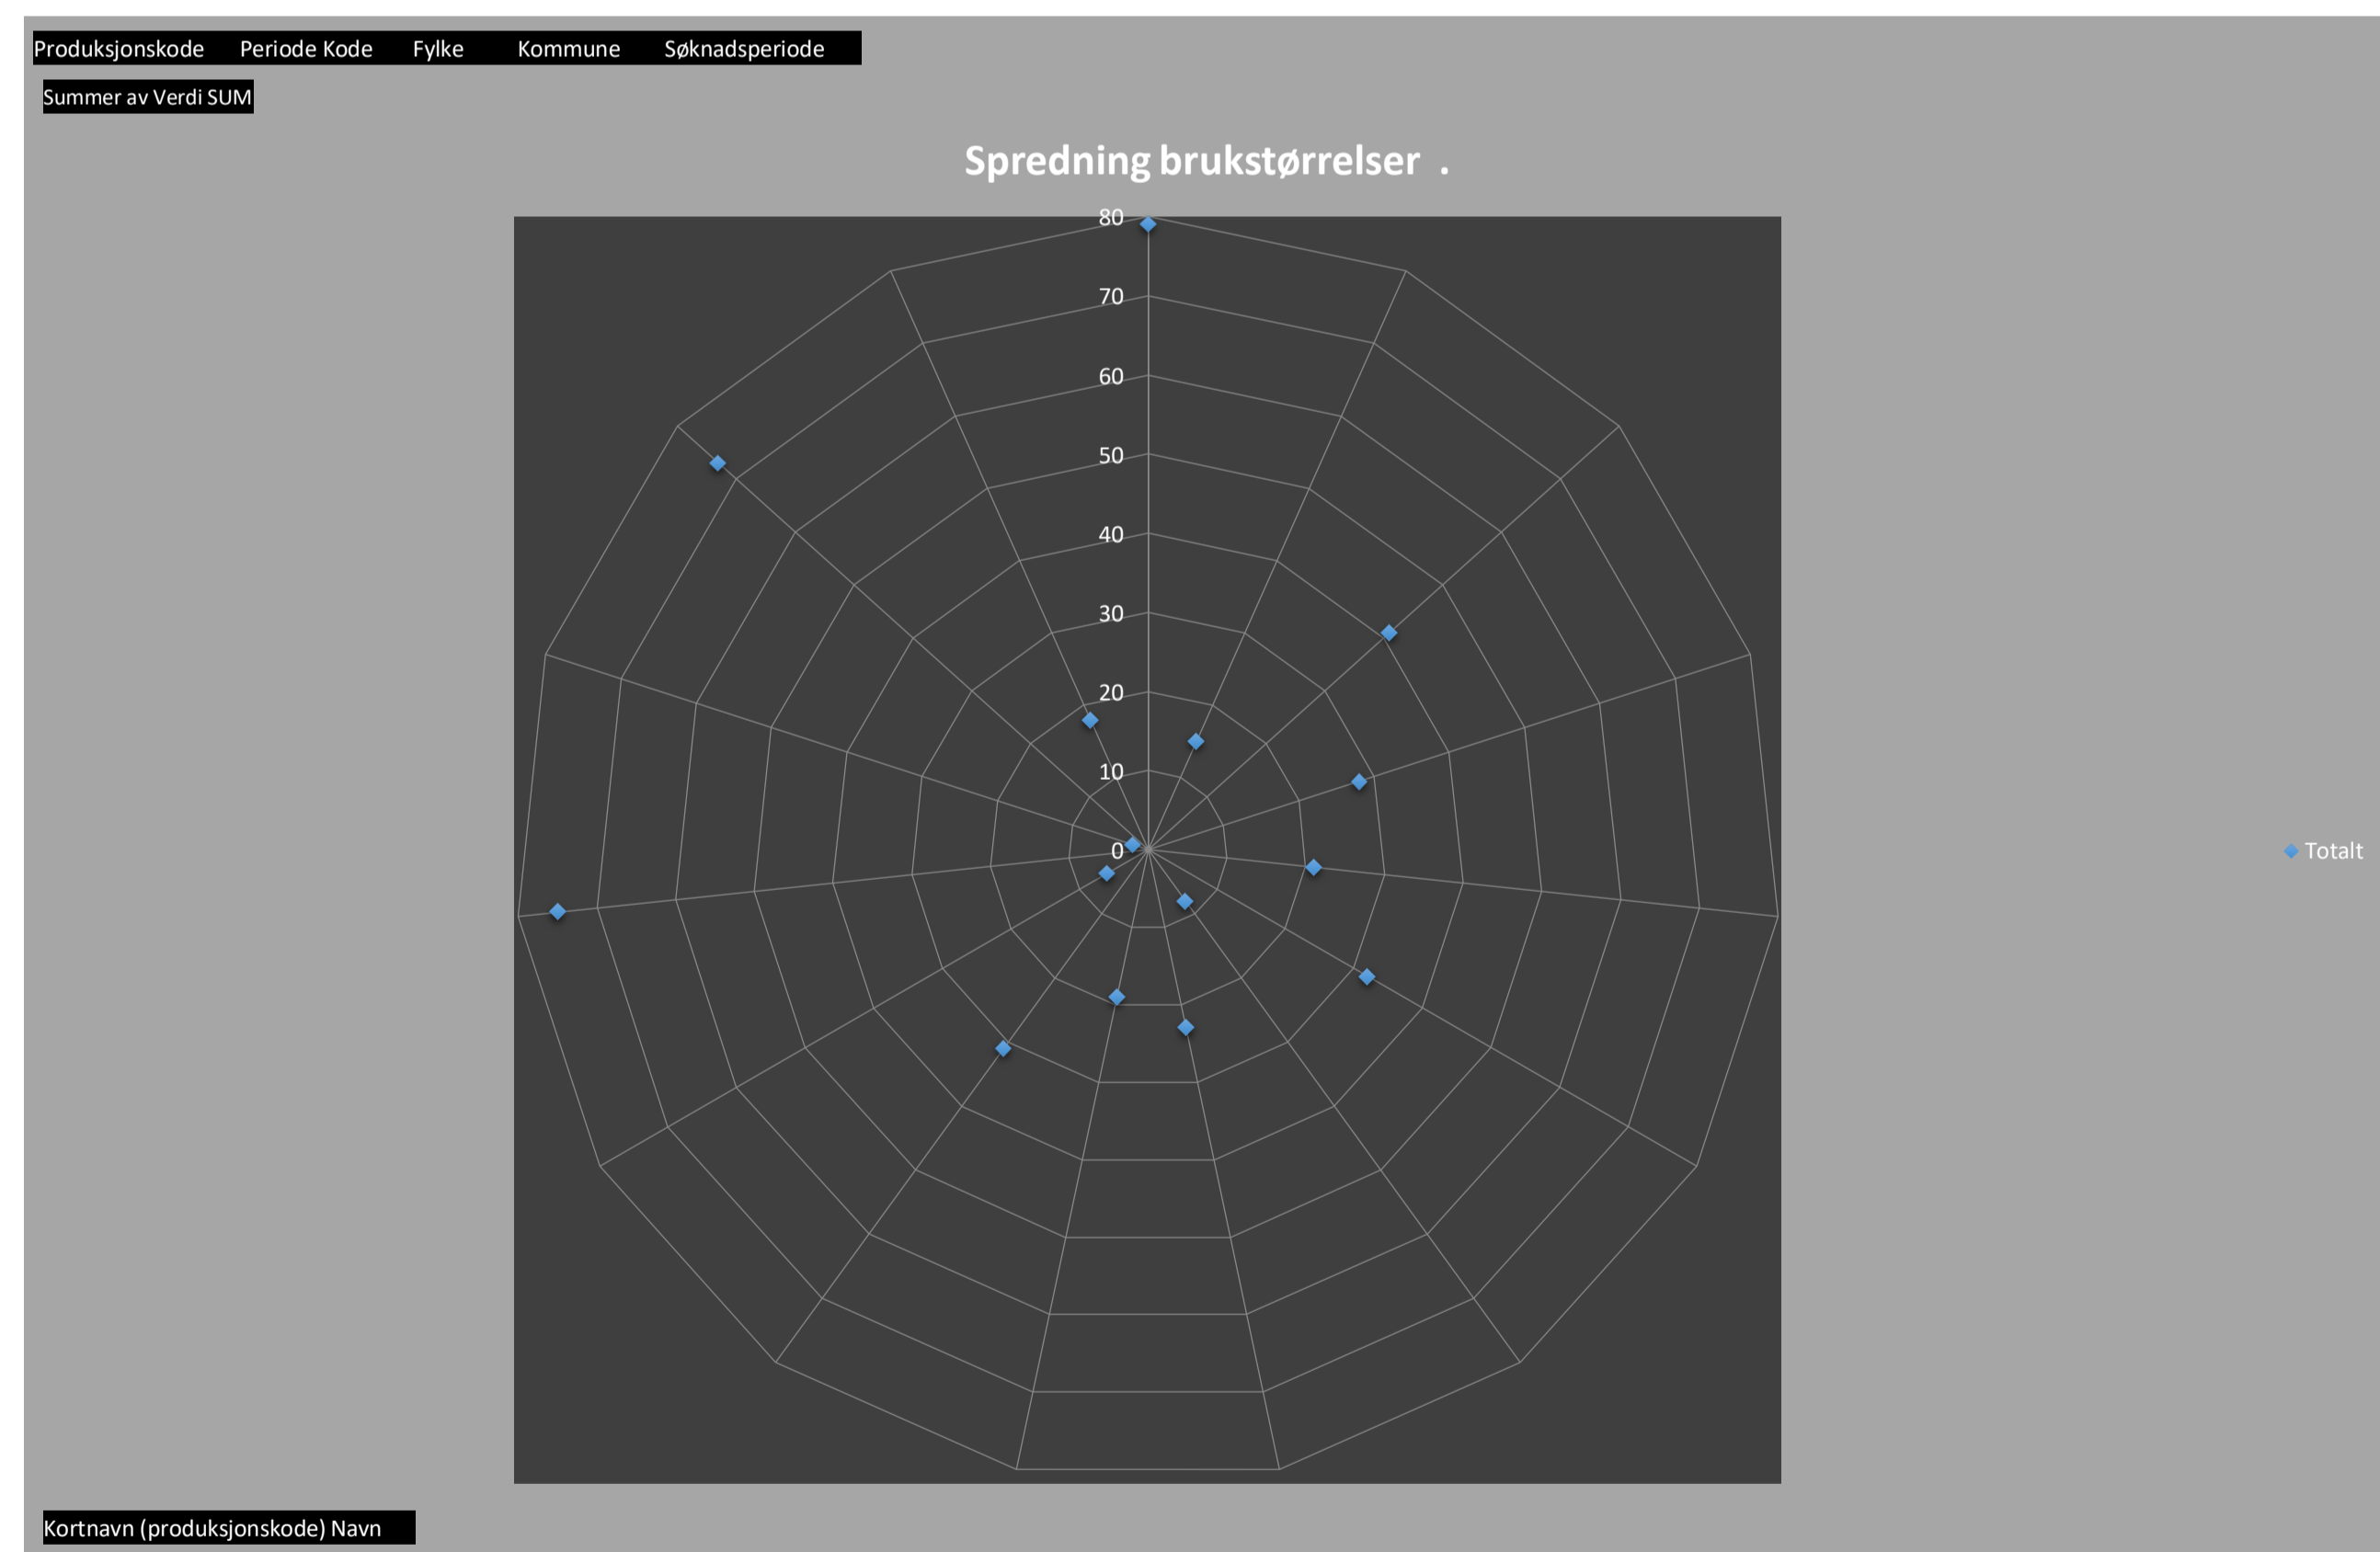 Produksjonskode Periode Kode Fylke Kommune Søknadsperiode
Summer av Verdi SUM
Spredning brukstørrelser .
80
70
60
50
40
30
20
10
0
Totalt
Kortnavn (produksjonskode) Navn